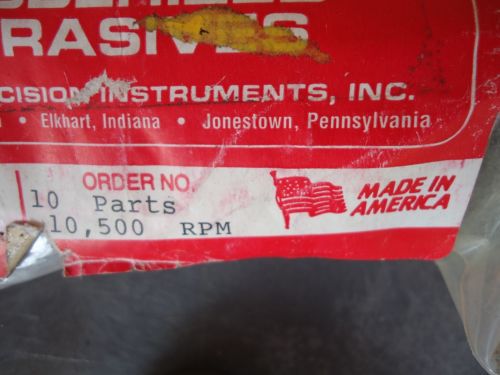 RASIVES
CISION INSTRUMENTS, INC.
• Elkhart, Indiana • Jonestown, Pennsylvania
ORDER NO.
10 Parts
10,500 RPM
MADE IN
AMERICA